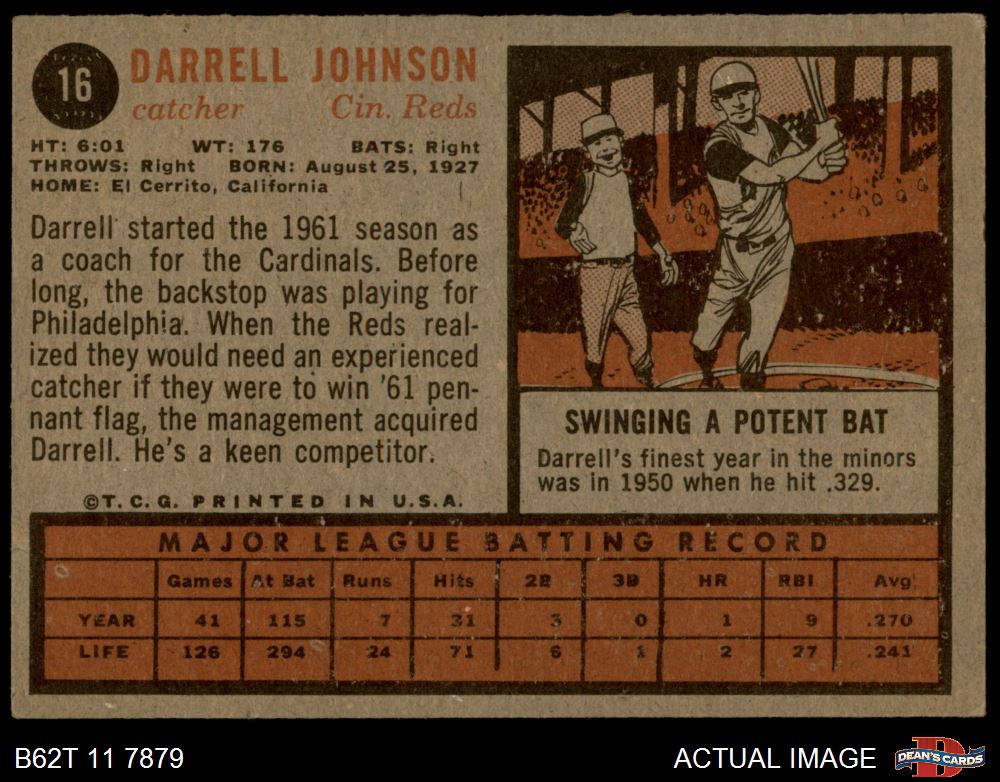 16
DARRELL JOHNSON
catcher Cin. Reds
HT: 6:01 WT: 176 BATS: Right
THROWS: Right BORN: August 25, 1927
HOME: El Cerrito, California
Darrell started the 1961 season as
a coach for the Cardinals. Before
long, the backstop was playing for
Philadelphia. When the Reds real-
ized they would need an experienced
catcher if they were to win '61 pen-
nant flag, the management acquired
Darrell. He's a keen competitor.
©T.C.G. PRINTED IN U.S.A.
SWINGING A POTENT BAT
Darrell's finest year in the minors
was in 1950 when he hit .329.
MAJOR LEAGUE BATTING RECORD
Games At Bat Runs Hits 2B 3B HR RBI Avg.
YEAR 41 115 7 31 3 0 1 9 .270
LIFE 126 294 24 71 6 1 2 27 .241
B62T 11 7879
ACTUAL IMAGE
D
DEAN'S CARDS